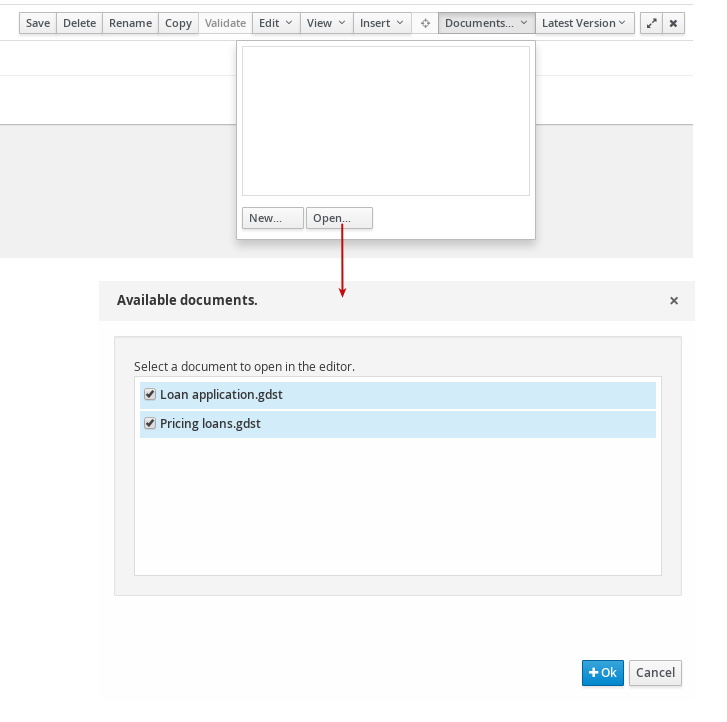 Save Delete Rename Copy Validate Edit View Insert Documents... Latest Version
New... Open...
Available documents.
Select a document to open in the editor.
Loan application.gdst
Pricing loans.gdst
Ok Cancel